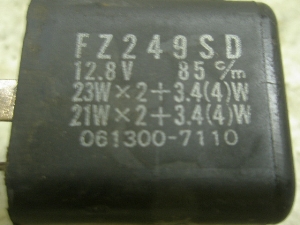 FZ249SD
12.8V 85 c/m
23W×2+3.4(4)W
21W×2+3.4(4)W
061300-7110